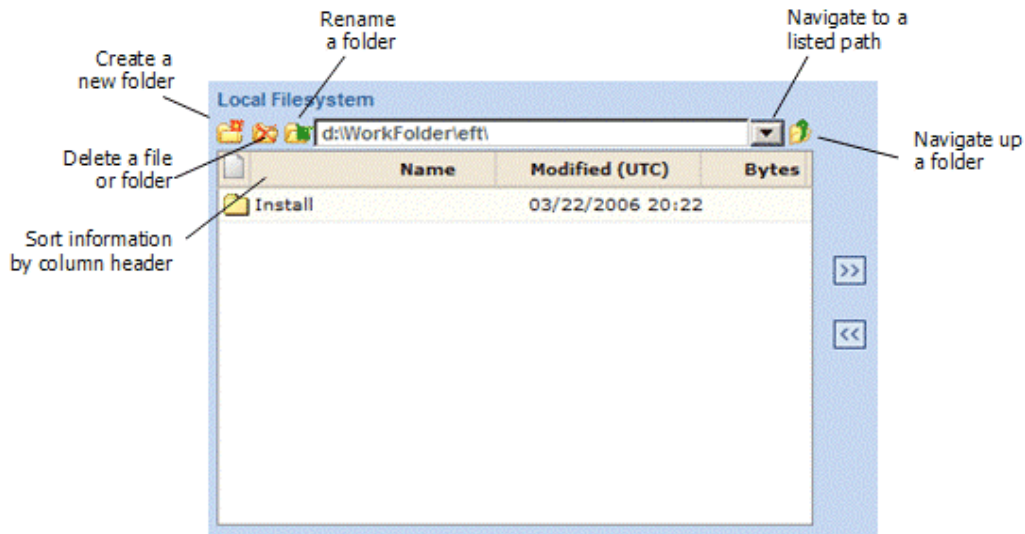 Rename
a folder
Navigate to a
listed path
Create a
new folder
Local Filesystem
d:\WorkFolder\eft\
Navigate up
a folder
Delete a file
or folder
Name Modified (UTC) Bytes
Install 03/22/2006 20:22
Sort information
by column header
>>
<<